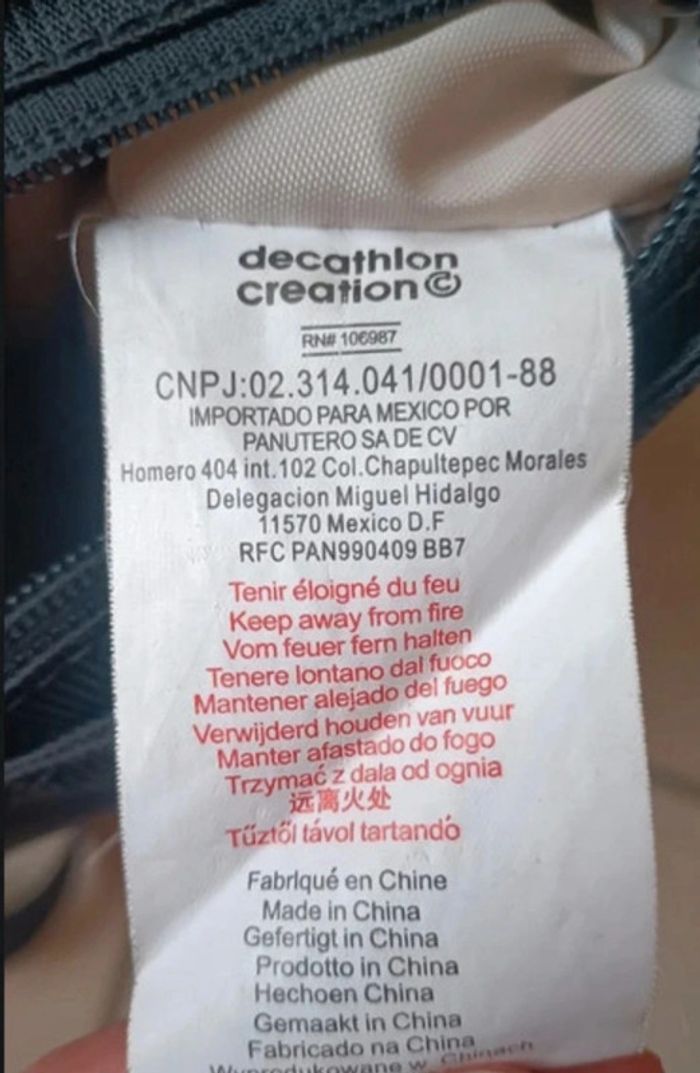 decathlon
creation©
RN# 106987
CNPJ:02.314.041/0001-88
IMPORTADO PARA MEXICO POR
PANUTERO SA DE CV
Homero 404 int.102 Col.Chapultepec Morales
Delegacion Miguel Hidalgo
11570 Mexico D.F
RFC PAN990409 BB7
Tenir éloigné du feu
Keep away from fire
Vom feuer fern halten
Tenere lontano dal fuoco
Mantener alejado del fuego
Verwijderd houden van vuur
Manter afastado do fogo
Trzymać z dala od ognia
远离火处
Tűztől távol tartandó
Fabriqué en Chine
Made in China
Gefertigt in China
Prodotto in China
Hechoen China
Gemaakt in China
Fabricado na China
Wyprodukowane w Chinach